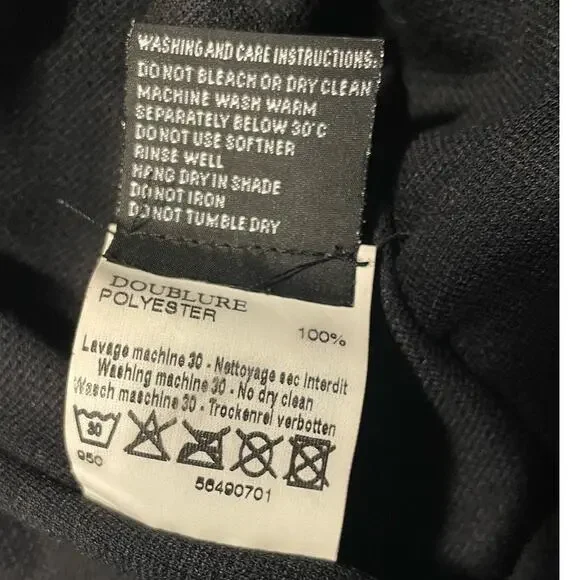 WASHING AND CARE INSTRUCTIONS:
DO NOT BLEACH OR DRY CLEAN
MACHINE WASH WARM
SEPARATELY BELOW 30°C
DO NOT USE SOFTNER
RINSE WELL
HANG DRY IN SHADE
DO NOT IRON
DO NOT TUMBLE DRY
DOUBLURE
POLYESTER
100%
Lavage machine 30 - Nettoyage sec interdit
Washing machine 30 - No dry clean
Wasch maschine 30 - Trockenrei verbotten
30
950
56490701